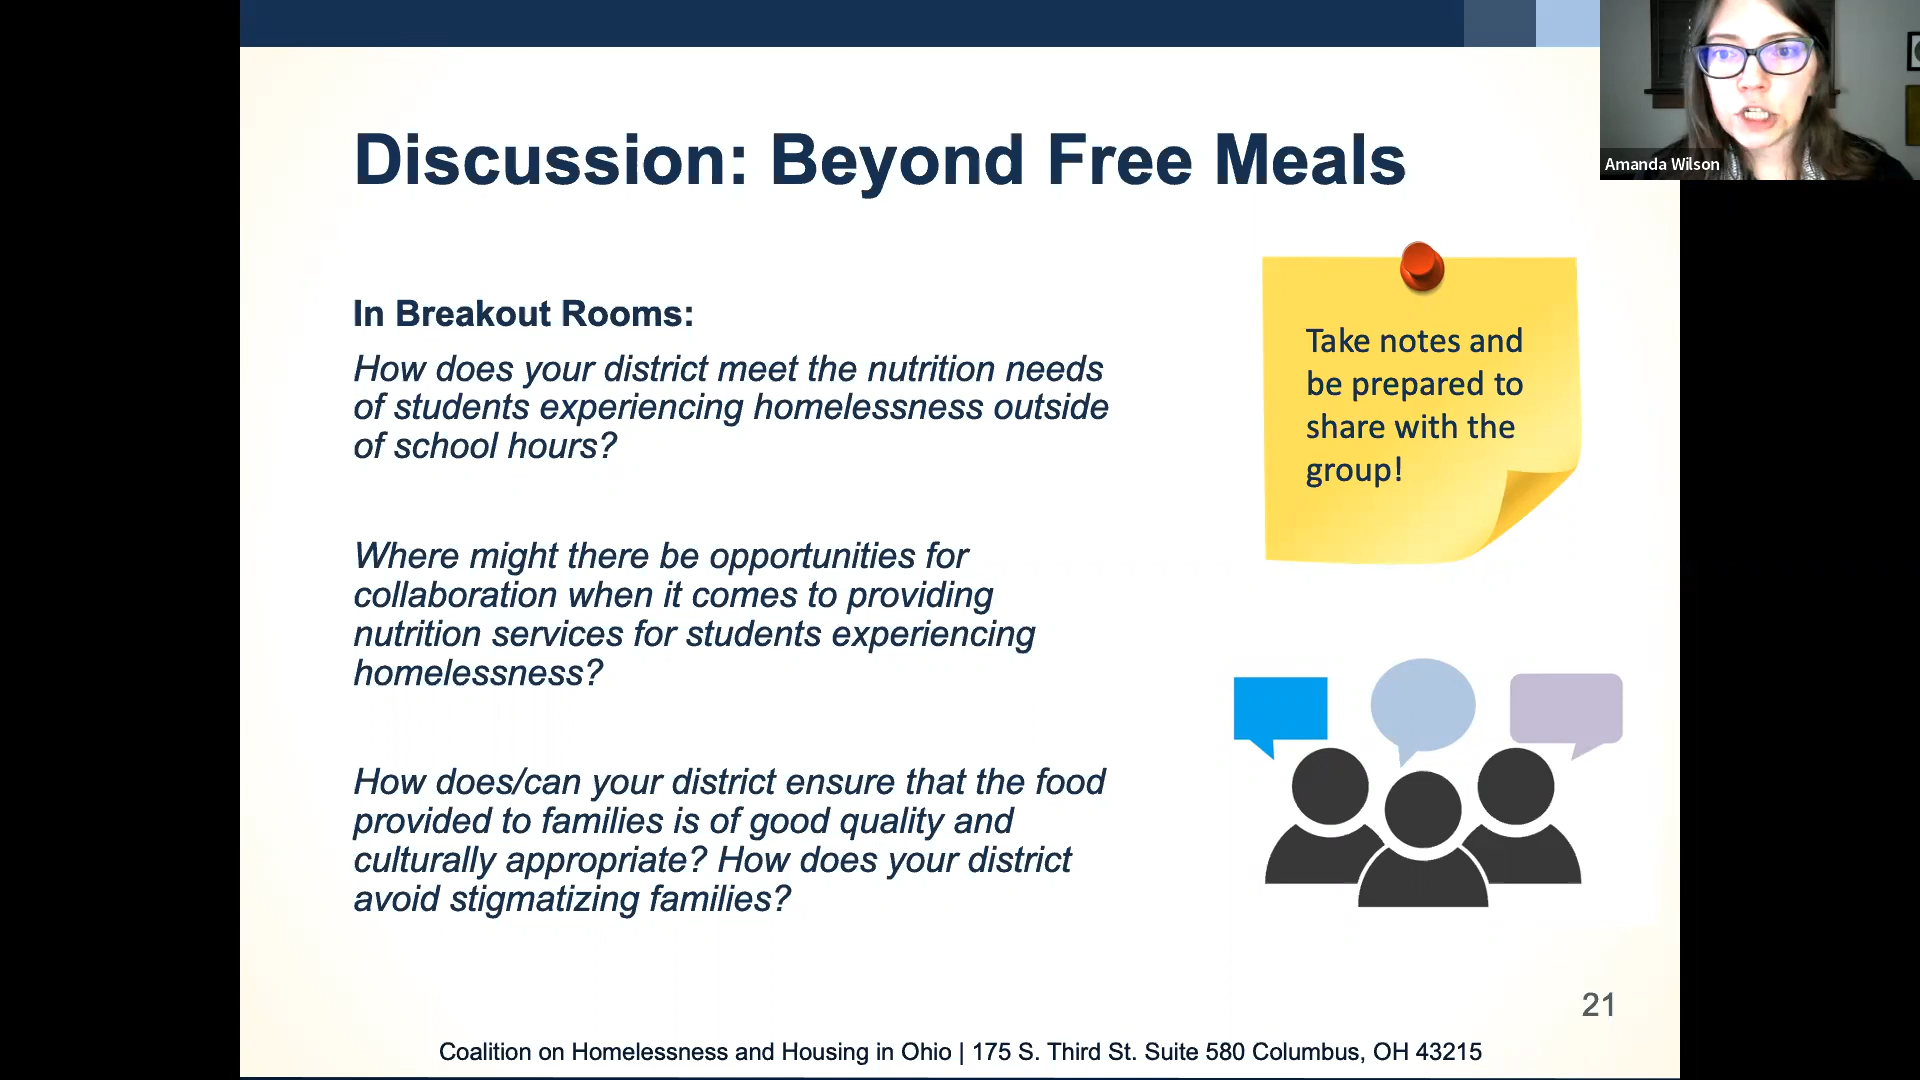 Discussion: Beyond Free Meals
Amanda Wilson
In Breakout Rooms:
How does your district meet the nutrition needs
of students experiencing homelessness outside
of school hours?
Where might there be opportunities for
collaboration when it comes to providing
nutrition services for students experiencing
homelessness?
How does/can your district ensure that the food
provided to families is of good quality and
culturally appropriate? How does your district
avoid stigmatizing families?
Take notes and
be prepared to
share with the
group!
21
Coalition on Homelessness and Housing in Ohio | 175 S. Third St. Suite 580 Columbus, OH 43215